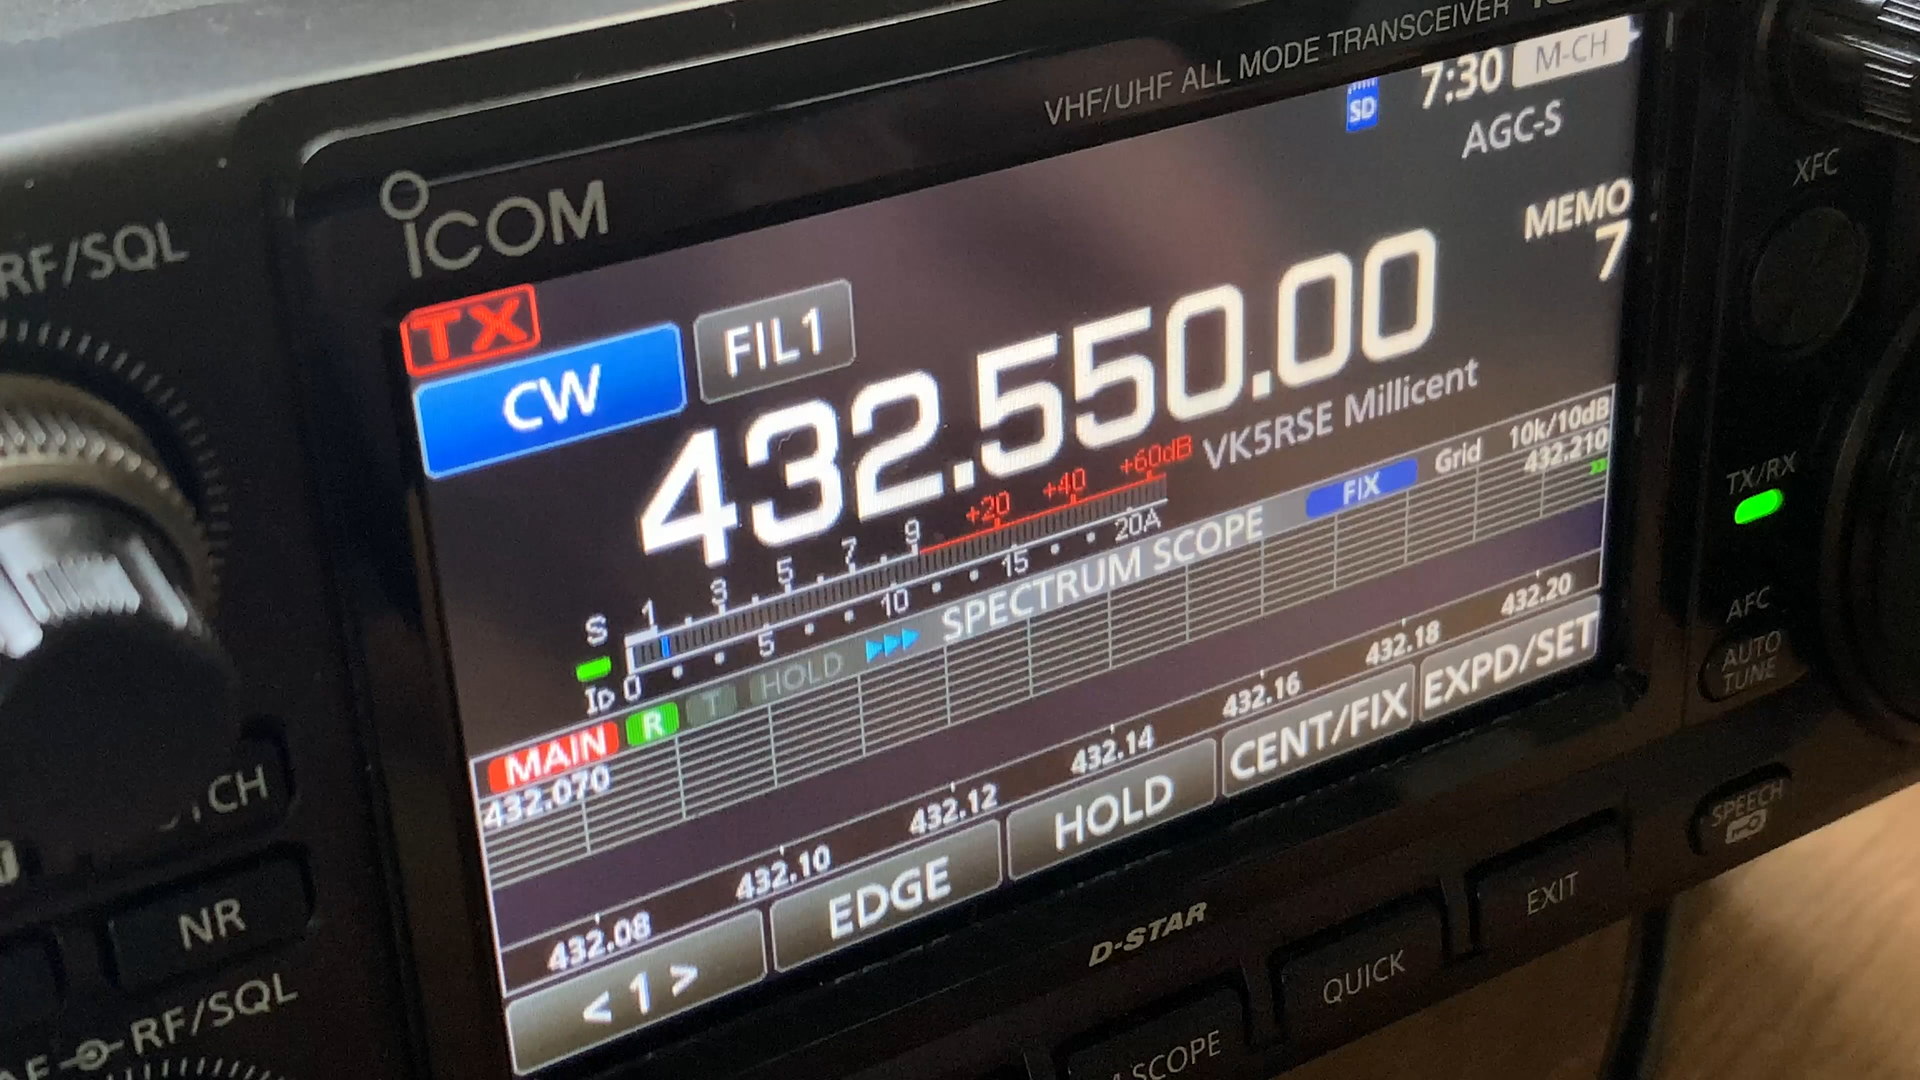 VHF/UHF ALL MODE TRANSCEIVER
ICOM
SD 7:30 M-CH
AGC-S
RF/SQL
XFC
TX
CW FIL1
MEMO
7
432.550.00
VK5RSE Millicent
S 1 . 3 . 5 . 7 . 9 +20 +40 +60dB
ID 0 5 10 15 20A
MAIN R T HOLD SPECTRUM SCOPE FIX Grid 10k/10dB
432.070 432.210
432.08 432.10 432.12 432.14 432.16 432.18 432.20
< 1 > EDGE HOLD CENT/FIX EXPD/SET
TX/RX
AFC
AUTO
TUNE
SPEECH
CH
NR
RF/SQL
D-STAR
SCOPE
QUICK
EXIT